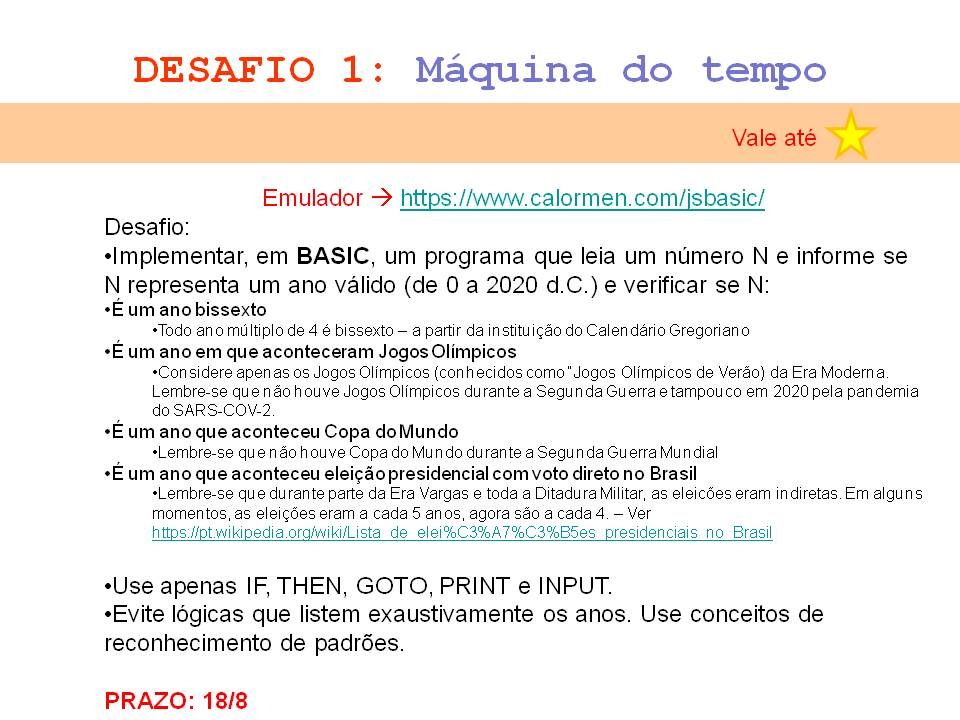 DESAFIO 1: Máquina do tempo
Vale até
Emulador → https://www.calormen.com/jsbasic/
Desafio:
•Implementar, em BASIC, um programa que leia um número N e informe se
N representa um ano válido (de 0 a 2020 d.C.) e verificar se N:
•É um ano bissexto
•Todo ano múltiplo de 4 é bissexto – a partir da instituição do Calendário Gregoriano
•É um ano em que aconteceram Jogos Olímpicos
•Considere apenas os Jogos Olímpicos (conhecidos como “Jogos Olímpicos de Verão) da Era Moderna.
Lembre-se que não houve Jogos Olímpicos durante a Segunda Guerra e tampouco em 2020 pela pandemia
do SARS-COV-2.
•É um ano que aconteceu Copa do Mundo
•Lembre-se que não houve Copa do Mundo durante a Segunda Guerra Mundial
•É um ano que aconteceu eleição presidencial com voto direto no Brasil
•Lembre-se que durante parte da Era Vargas e toda a Ditadura Militar, as eleicões eram indiretas. Em alguns
momentos, as eleições eram a cada 5 anos, agora são a cada 4. – Ver
https://pt.wikipedia.org/wiki/Lista_de_elei%C3%A7%C3%B5es_presidenciais_no_Brasil
•Use apenas IF, THEN, GOTO, PRINT e INPUT.
•Evite lógicas que listem exaustivamente os anos. Use conceitos de
reconhecimento de padrões.
PRAZO: 18/8